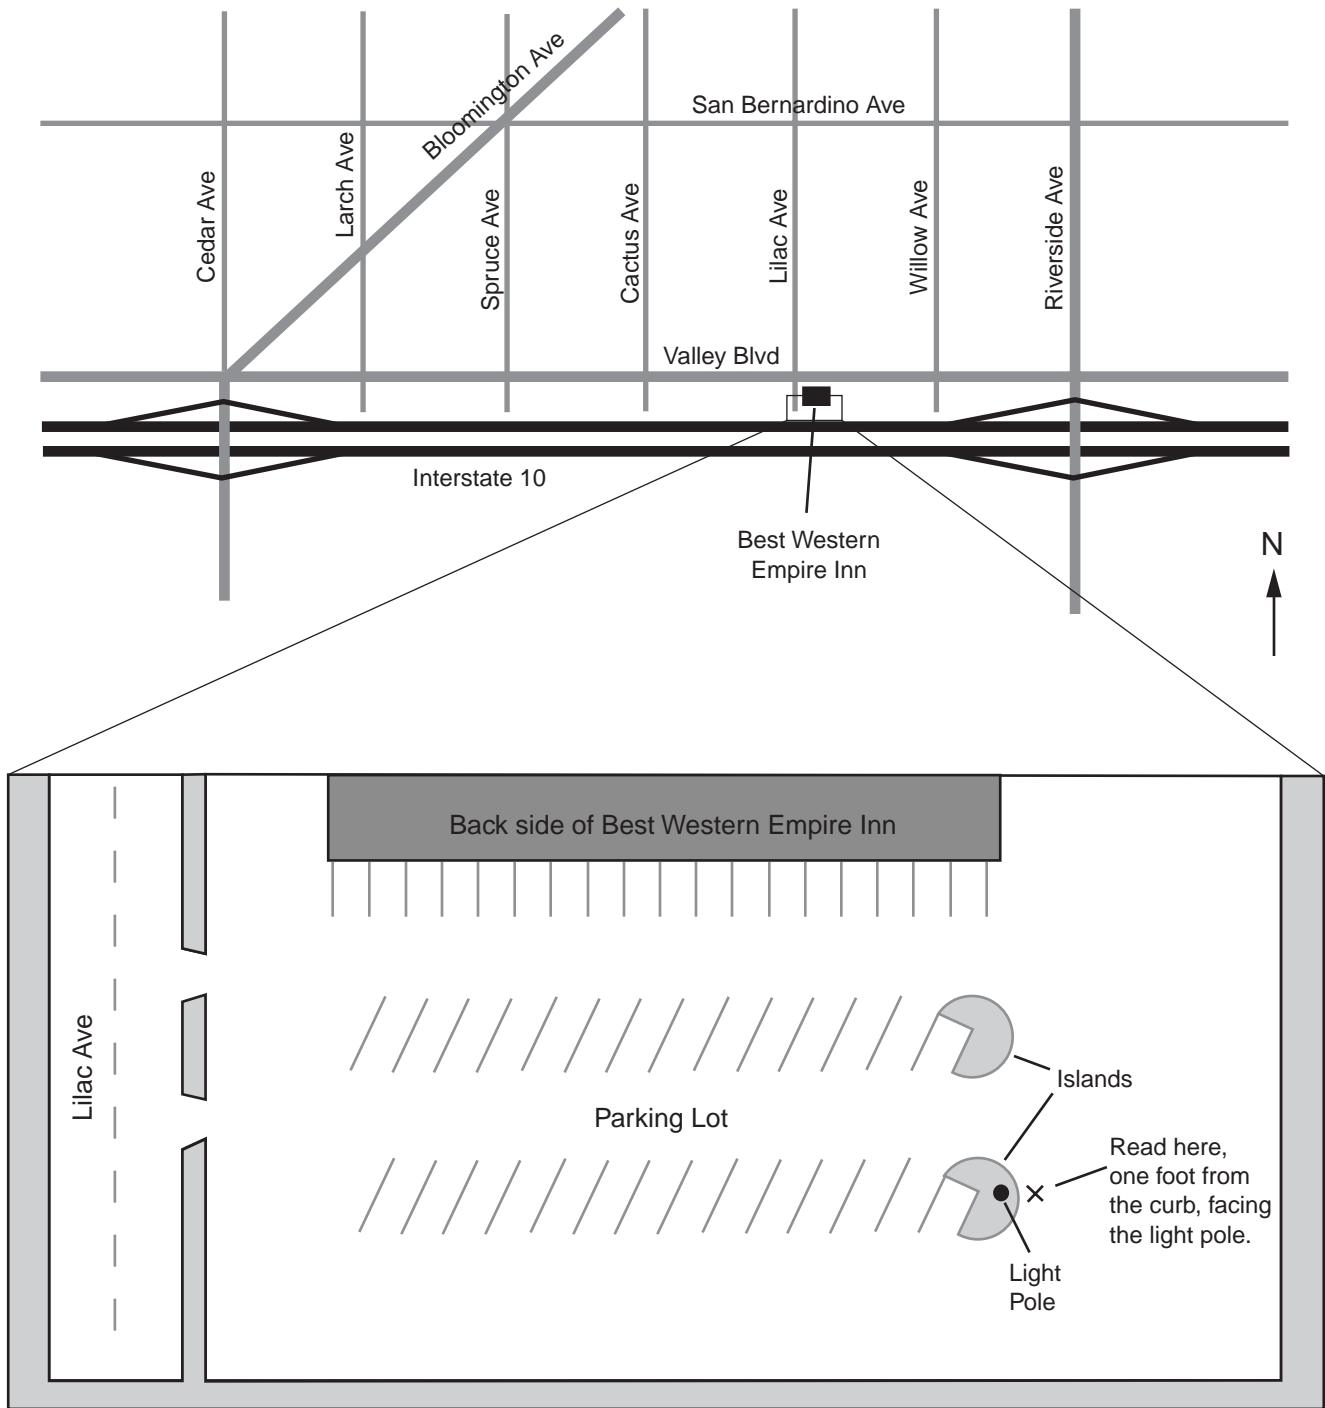 Bloomington Ave
San Bernardino Ave
Cedar Ave
Larch Ave
Spruce Ave
Cactus Ave
Lilac Ave
Willow Ave
Riverside Ave
Valley Blvd
Interstate 10
Best Western
Empire Inn
N
Back side of Best Western Empire Inn
Lilac Ave
Islands
Parking Lot
Read here,
one foot from
the curb, facing
the light pole.
Light
Pole